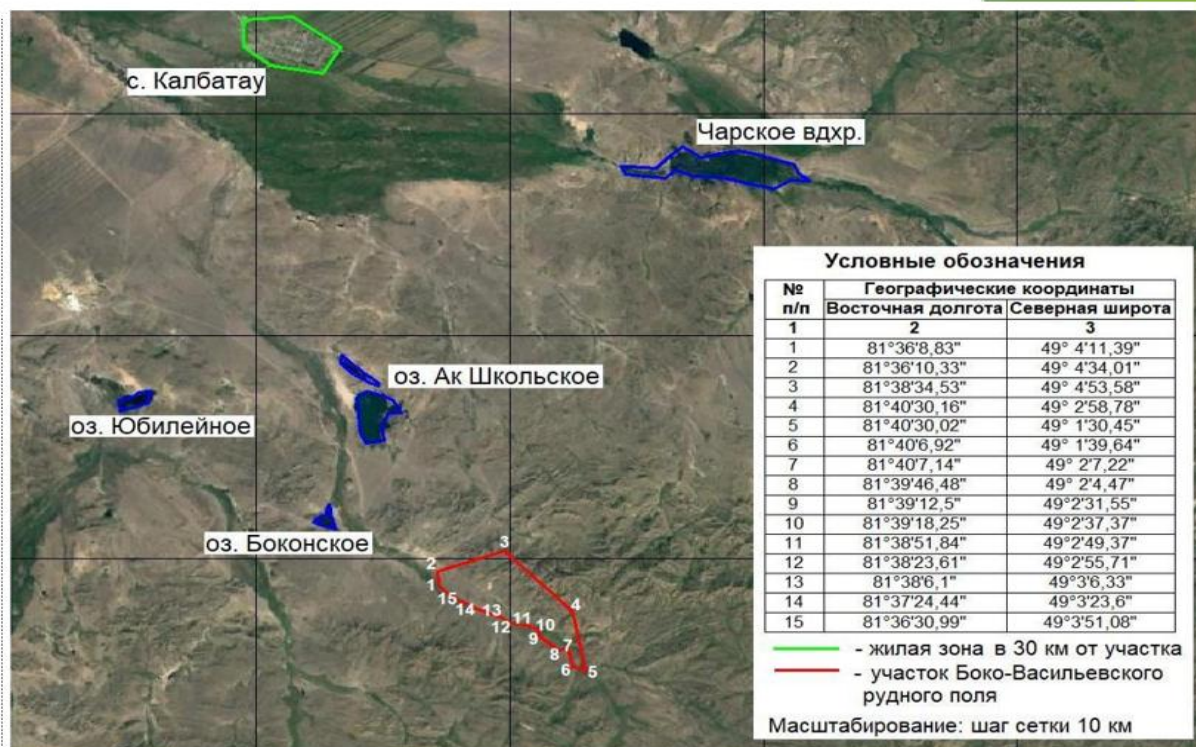 с. Калбатау
Чарское вдхр.
оз. Ак Школьское
оз. Юбилейное
оз. Боконское
3
2
1
15
14
13
12
11
10
9
8
7
6
5
4
Условные обозначения
№ п/п Географические координаты
Восточная долгота Северная широта
1 2 3
1 81°36'8,83" 49° 4'11,39"
2 81°36'10,33" 49° 4'34,01"
3 81°38'34,53" 49° 4'53,58"
4 81°40'30,16" 49° 2'58,78"
5 81°40'30,02" 49° 1'30,45"
6 81°40'6,92" 49° 1'39,64"
7 81°40'7,14" 49° 2'7,22"
8 81°39'46,48" 49° 2'4,47"
9 81°39'12,5" 49°2'31,55"
10 81°39'18,25" 49°2'37,37"
11 81°38'51,84" 49°2'49,37"
12 81°38'23,61" 49°2'55,71"
13 81°38'6,1" 49°3'6,33"
14 81°37'24,44" 49°3'23,6"
15 81°36'30,99" 49°3'51,08"
- жилая зона в 30 км от участка
- участок Боко-Васильевского
рудного поля
Масштабирование: шаг сетки 10 км